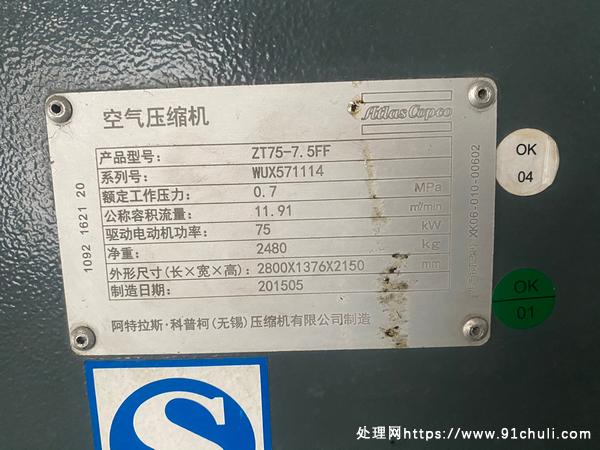 空气压缩机
Atlas Copco
产品型号： ZT75-7.5FF
系列号： WUX571114
额定工作压力： 0.7 MPa
公称容积流量： 11.91 m³/min
驱动电动机功率： 75 kW
净重： 2480 kg
外形尺寸(长×宽×高)： 2800X1376X2150 mm
制造日期： 201505
阿特拉斯·科普柯(无锡)压缩机有限公司制造
1092 1621 20
XK06-010-00602
OK
04
OK
01
S
处理网https://www.91chuli.com